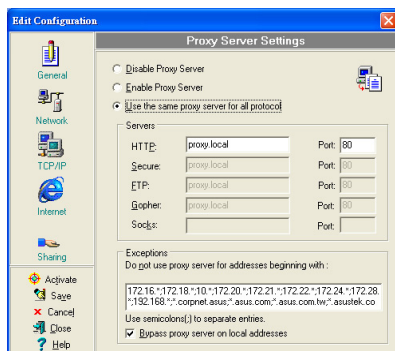 Edit Configuration
Proxy Server Settings
General
Network
TCP/IP
Internet
Sharing
Activate
Save
Cancel
Close
Help
Disable Proxy Server
Enable Proxy Server
Use the same proxy server for all protocol
Servers
HTTP: proxy.local Port: 80
Secure: proxy.local Port: 80
FTP: proxy.local Port: 80
Gopher: proxy.local Port: 80
Socks: Port:
Exceptions
Do not use proxy server for addresses beginning with :
172.16.*;172.18.*;10.*;172.20.*;172.21.*;172.22.*;172.24.*;172.28.
*;192.168.*;*.corpnet.asus;*.asus.com;*.asus.com.tw;*.asustek.co
Use semicolons(;) to separate entries.
Bypass proxy server on local addresses